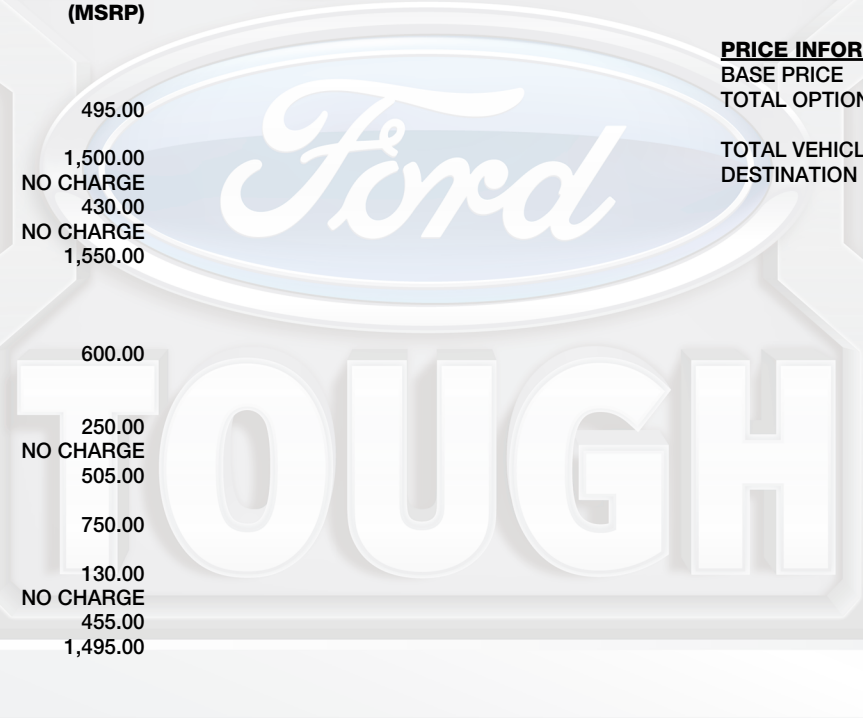 (MSRP)
495.00
1,500.00
NO CHARGE
430.00
NO CHARGE
1,550.00
600.00
250.00
NO CHARGE
505.00
750.00
130.00
NO CHARGE
455.00
1,495.00
PRICE INFOR
BASE PRICE
TOTAL OPTION
TOTAL VEHICL
DESTINATION
Ford
TOUGH